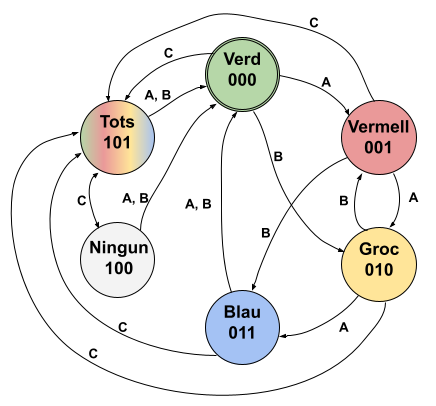 C
Verd
000
C
A
A, B
Tots
101
Vermell
001
B
C
A, B
A, B
B
A
B
Ningun
100
Groc
010
Blau
011
C
A
C